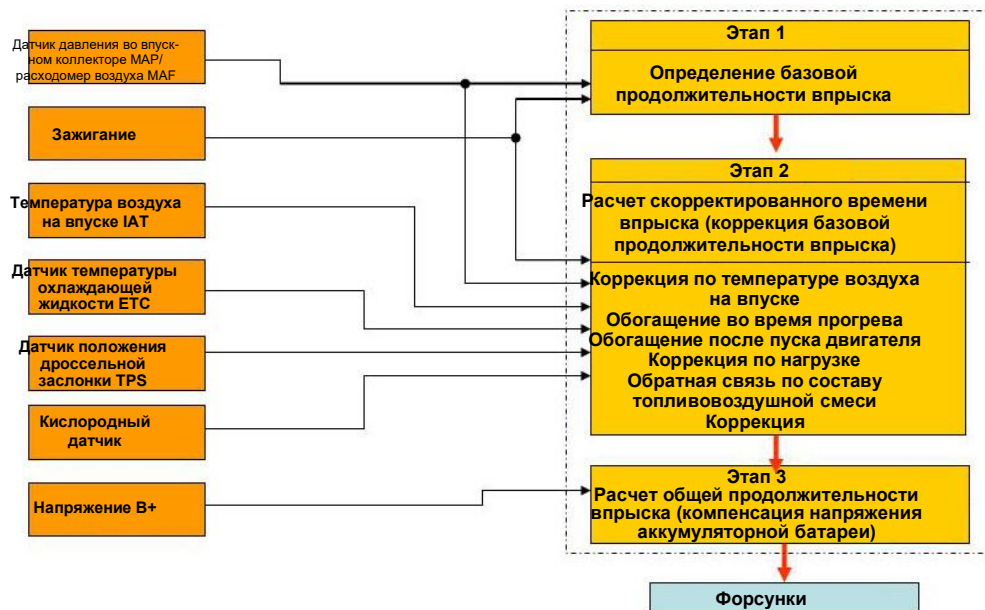 Датчик давления во впуск-
ном коллекторе MAP/
расходомер воздуха MAF
Зажигание
Температура воздуха
на впуске IAT
Датчик температуры
охлаждающей
жидкости ETC
Датчик положения
дроссельной
заслонки TPS
Кислородный
датчик
Напряжение B+
Этап 1
Определение базовой
продолжительности впрыска
Этап 2
Расчет скорректированного времени
впрыска (коррекция базовой
продолжительности впрыска)
Коррекция по температуре воздуха
на впуске
Обогащение во время прогрева
Обогащение после пуска двигателя
Коррекция по нагрузке
Обратная связь по составу
топливовоздушной смеси
Коррекция
Этап 3
Расчет общей продолжительности
впрыска (компенсация напряжения
аккумуляторной батареи)
Форсунки